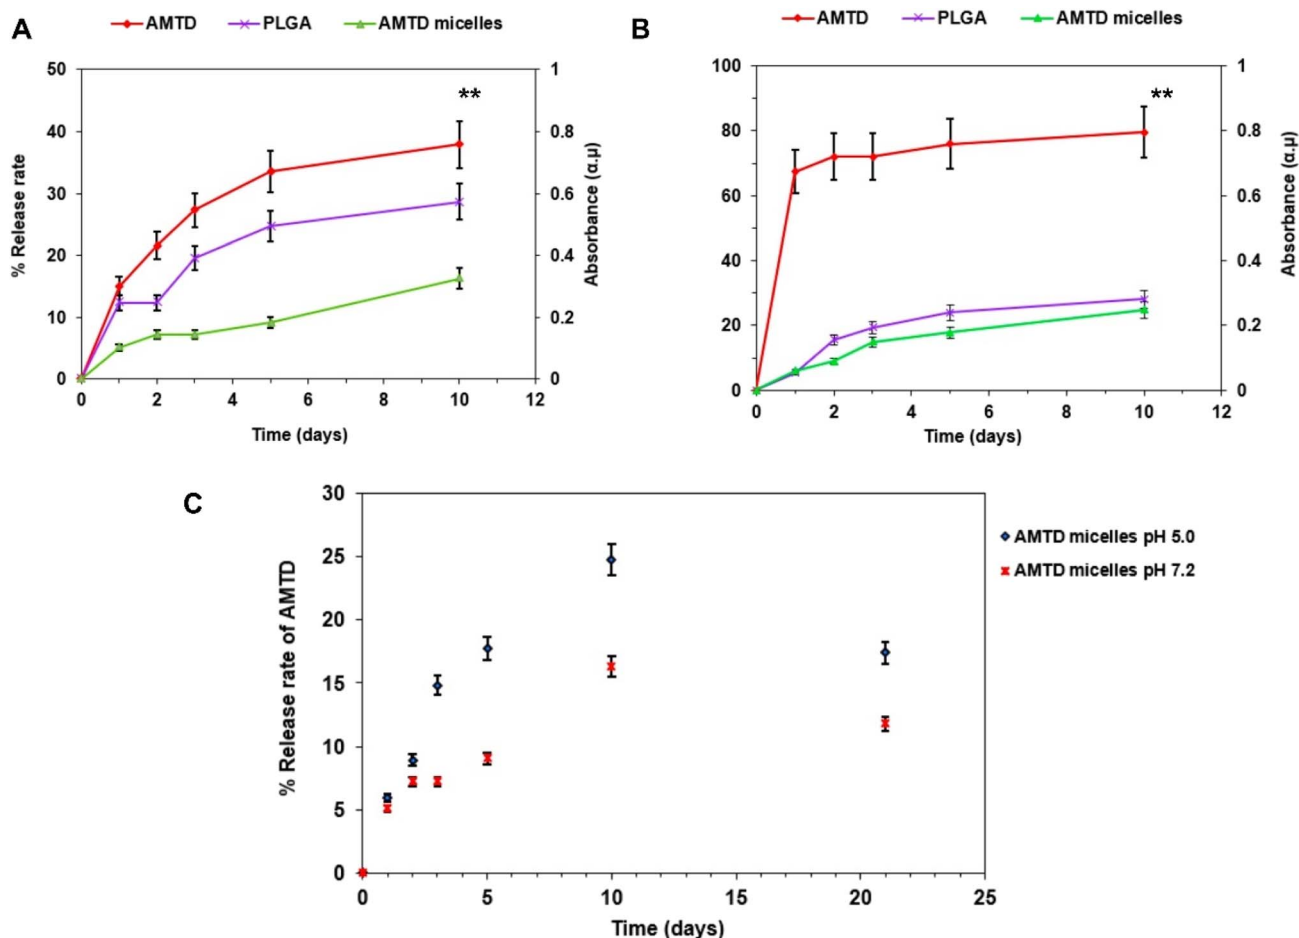 A
AMTD PLGA AMTD micelles
50 1
** 
40 0.8
30 0.6
20 0.4
10 0.2
0 0
0 2 4 6 8 10 12
% Release rate
Absorbance (α.μ)
Time (days)
B
AMTD PLGA AMTD micelles
100 1
**
80 0.8
60 0.6
40 0.4
20 0.2
0 0
0 2 4 6 8 10 12
Absorbance (α.μ)
Time (days)
C
30
25
20
15
10
5
0
0 5 10 15 20 25
% Release rate of AMTD
Time (days)
AMTD micelles pH 5.0
AMTD micelles pH 7.2